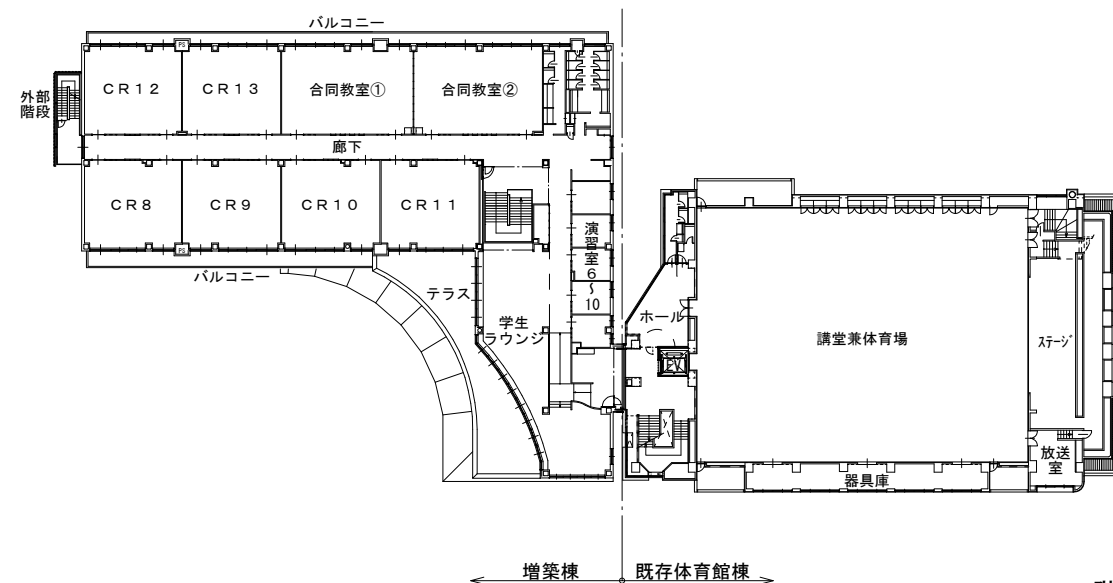 バルコニー
PS
外部
階段
CR12
CR13
合同教室①
合同教室②
廊下
CR8
CR9
CR10
CR11
PS
バルコニー
テラス
学生
ラウンジ
演習室6~10
ホール
EV
講堂兼体育場
ステージ
放送
室
器具庫
増築棟
既存体育館棟